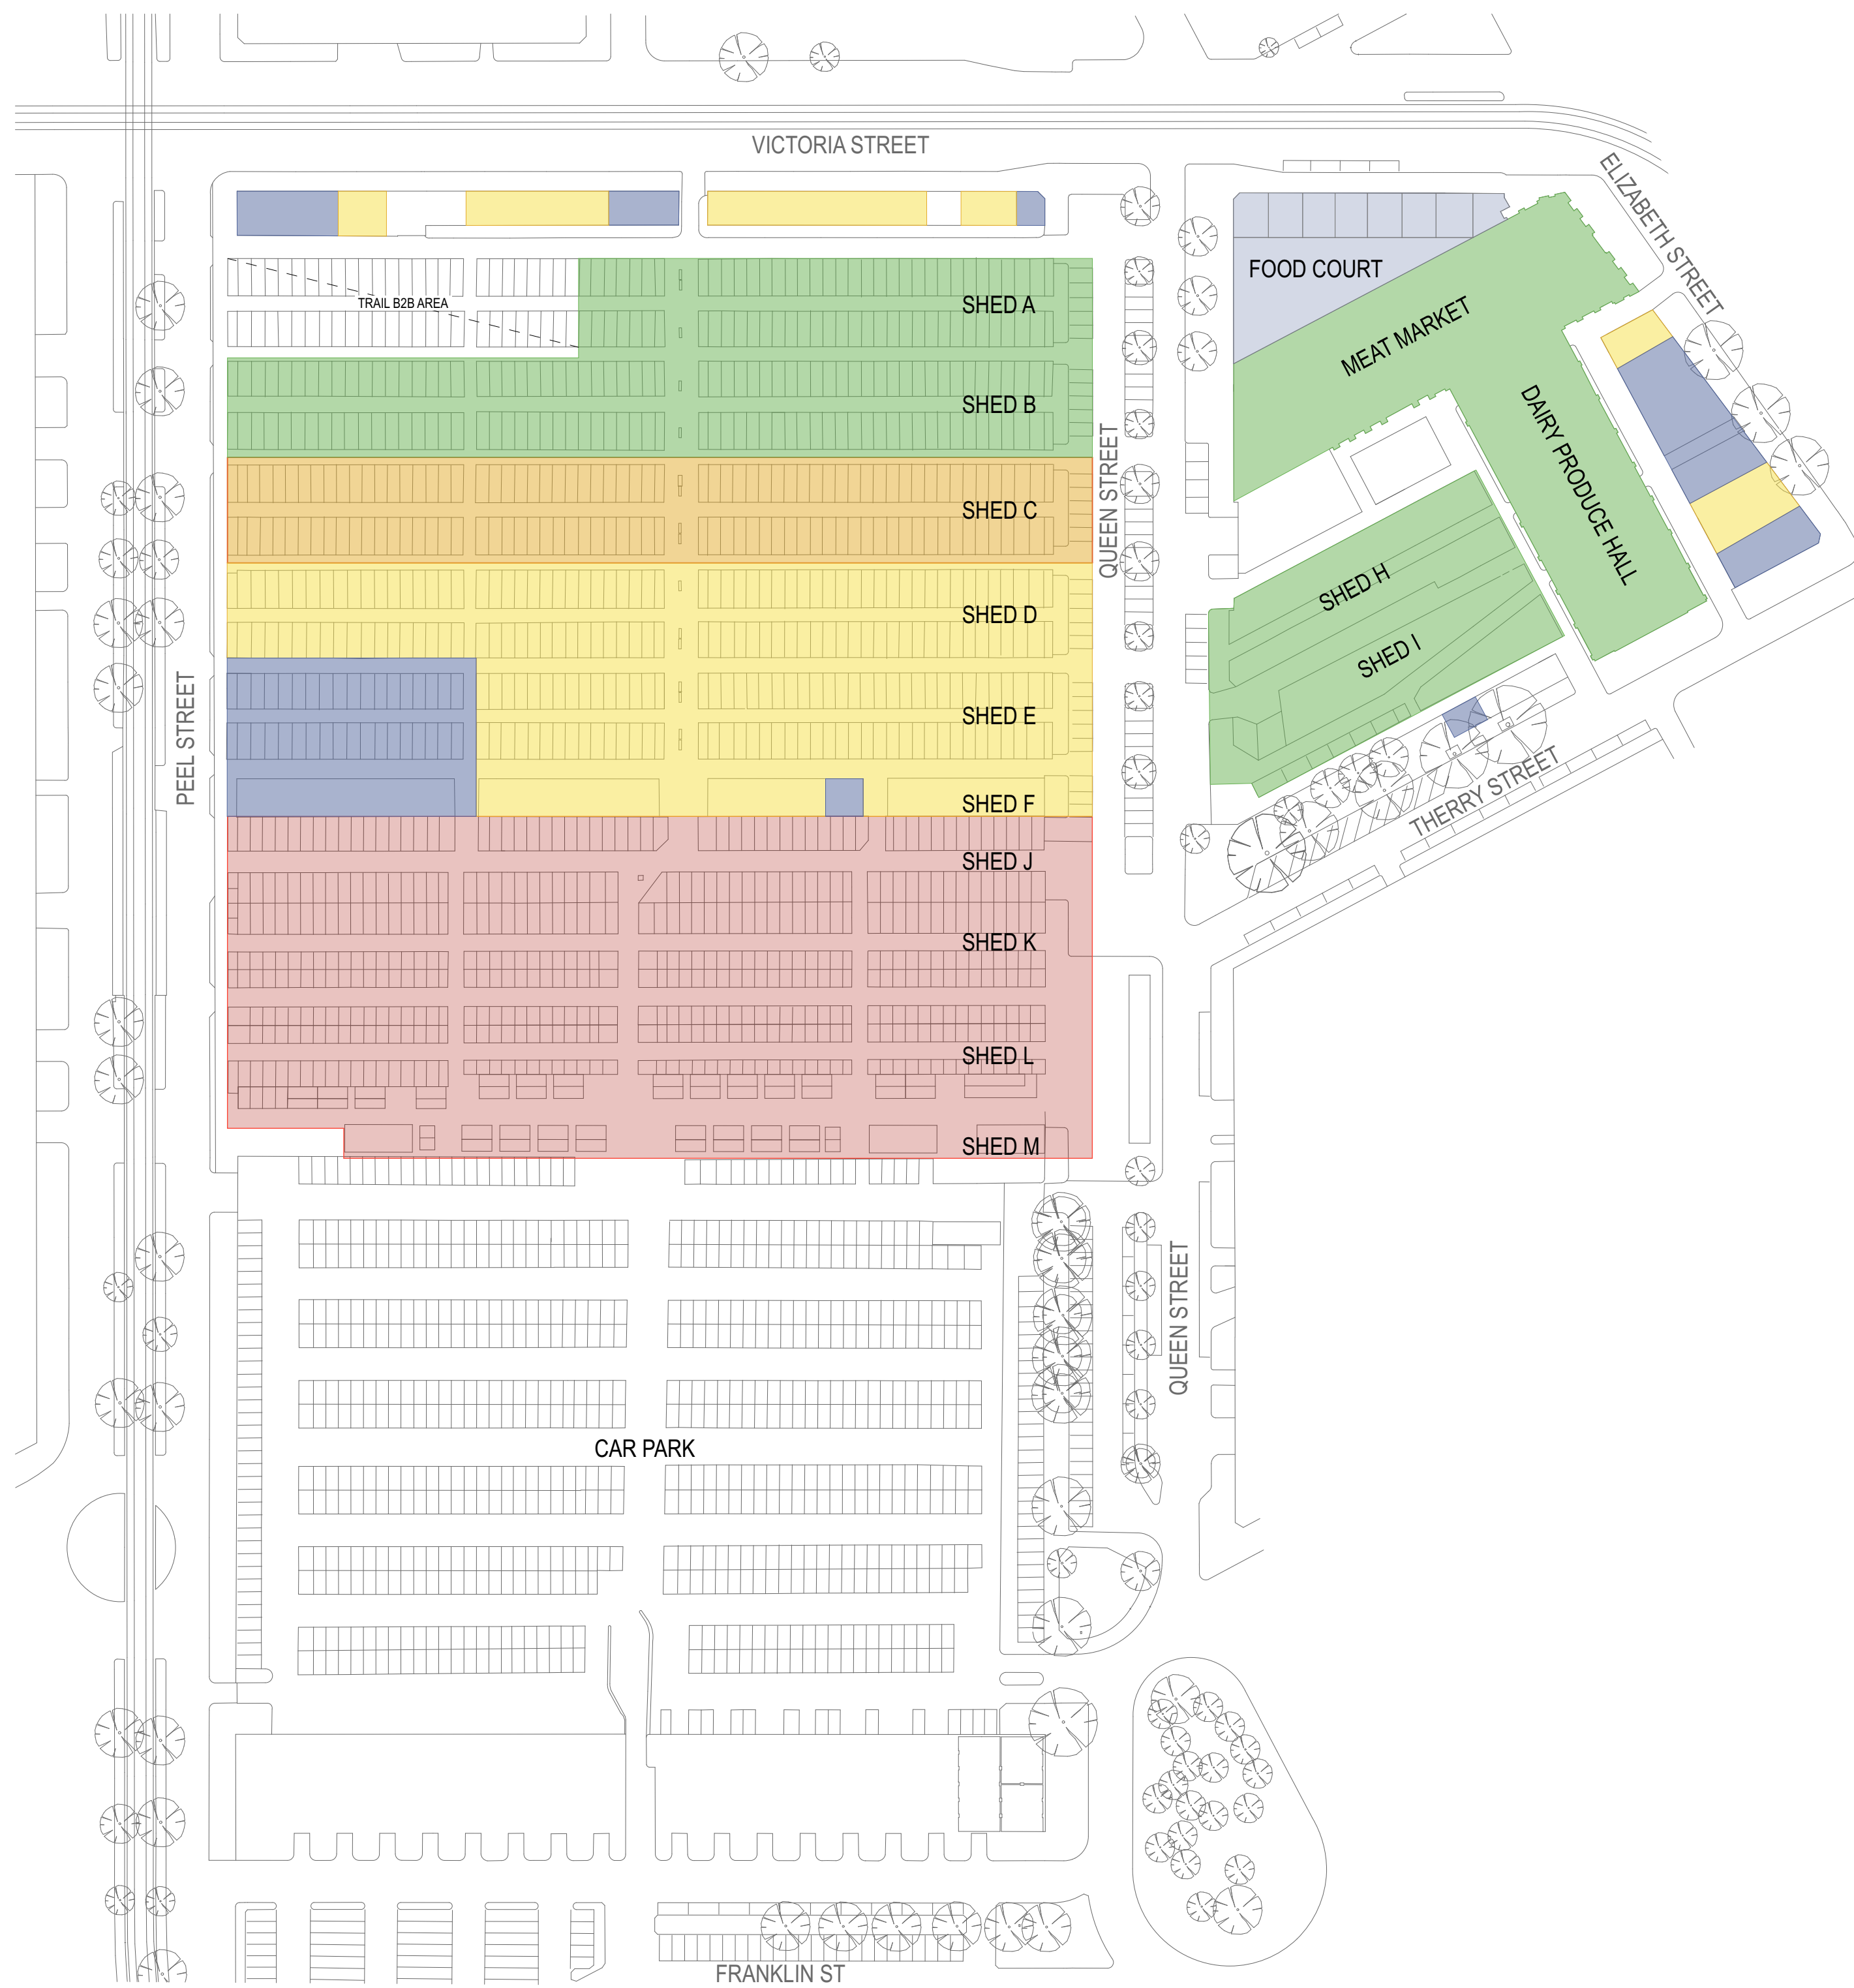 VICTORIA STREET
ELIZABETH STREET
FOOD COURT
TRAIL B2B AREA
SHED A
MEAT MARKET
SHED B
DAIRY PRODUCE HALL
QUEEN STREET
SHED C
SHED H
SHED D
SHED I
PEEL STREET
SHED E
THERRY STREET
SHED F
SHED J
SHED K
SHED L
SHED M
QUEEN STREET
CAR PARK
FRANKLIN ST